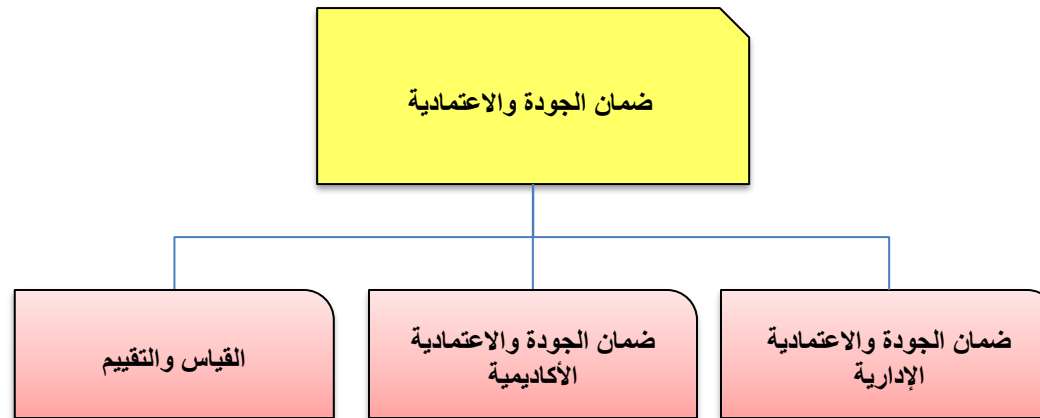 ضمان الجودة والاعتمادية
ضمان الجودة والاعتمادية
الإدارية
ضمان الجودة والاعتمادية
الأكاديمية
القياس والتقييم